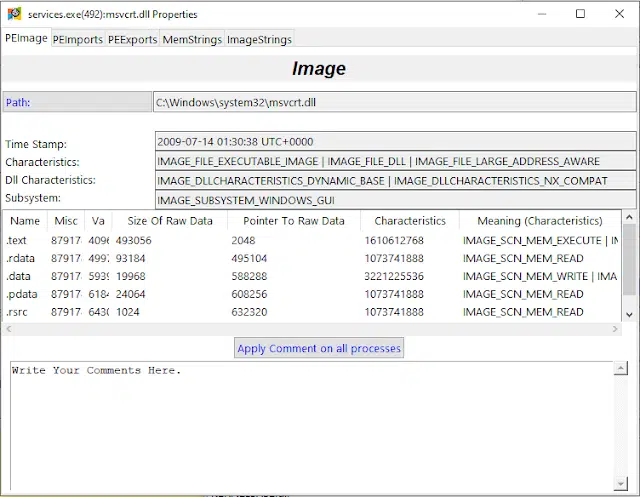 services.exe(492):msvcrt.dll Properties
PEImage PEImports PEExports MemStrings ImageStrings
Image
Path: C:\Windows\system32\msvcrt.dll
Time Stamp: 2009-07-14 01:30:38 UTC+0000
Characteristics: IMAGE_FILE_EXECUTABLE_IMAGE | IMAGE_FILE_DLL | IMAGE_FILE_LARGE_ADDRESS_AWARE
Dll Characteristics: IMAGE_DLLCHARACTERISTICS_DYNAMIC_BASE | IMAGE_DLLCHARACTERISTICS_NX_COMPAT
Subsystem: IMAGE_SUBSYSTEM_WINDOWS_GUI
Name Misc Va Size Of Raw Data Pointer To Raw Data Characteristics Meaning (Characteristics)
.text 87917 4096 493056 2048 1610612768 IMAGE_SCN_MEM_EXECUTE |
.rdata 87917 4997 93184 495104 1073741888 IMAGE_SCN_MEM_READ
.data 87917 5939 19968 588288 3221225536 IMAGE_SCN_MEM_WRITE | IMA
.pdata 87917 6184 24064 608256 1073741888 IMAGE_SCN_MEM_READ
.rsrc 87917 6430 1024 632320 1073741888 IMAGE_SCN_MEM_READ
Apply Comment on all processes
Write Your Comments Here.